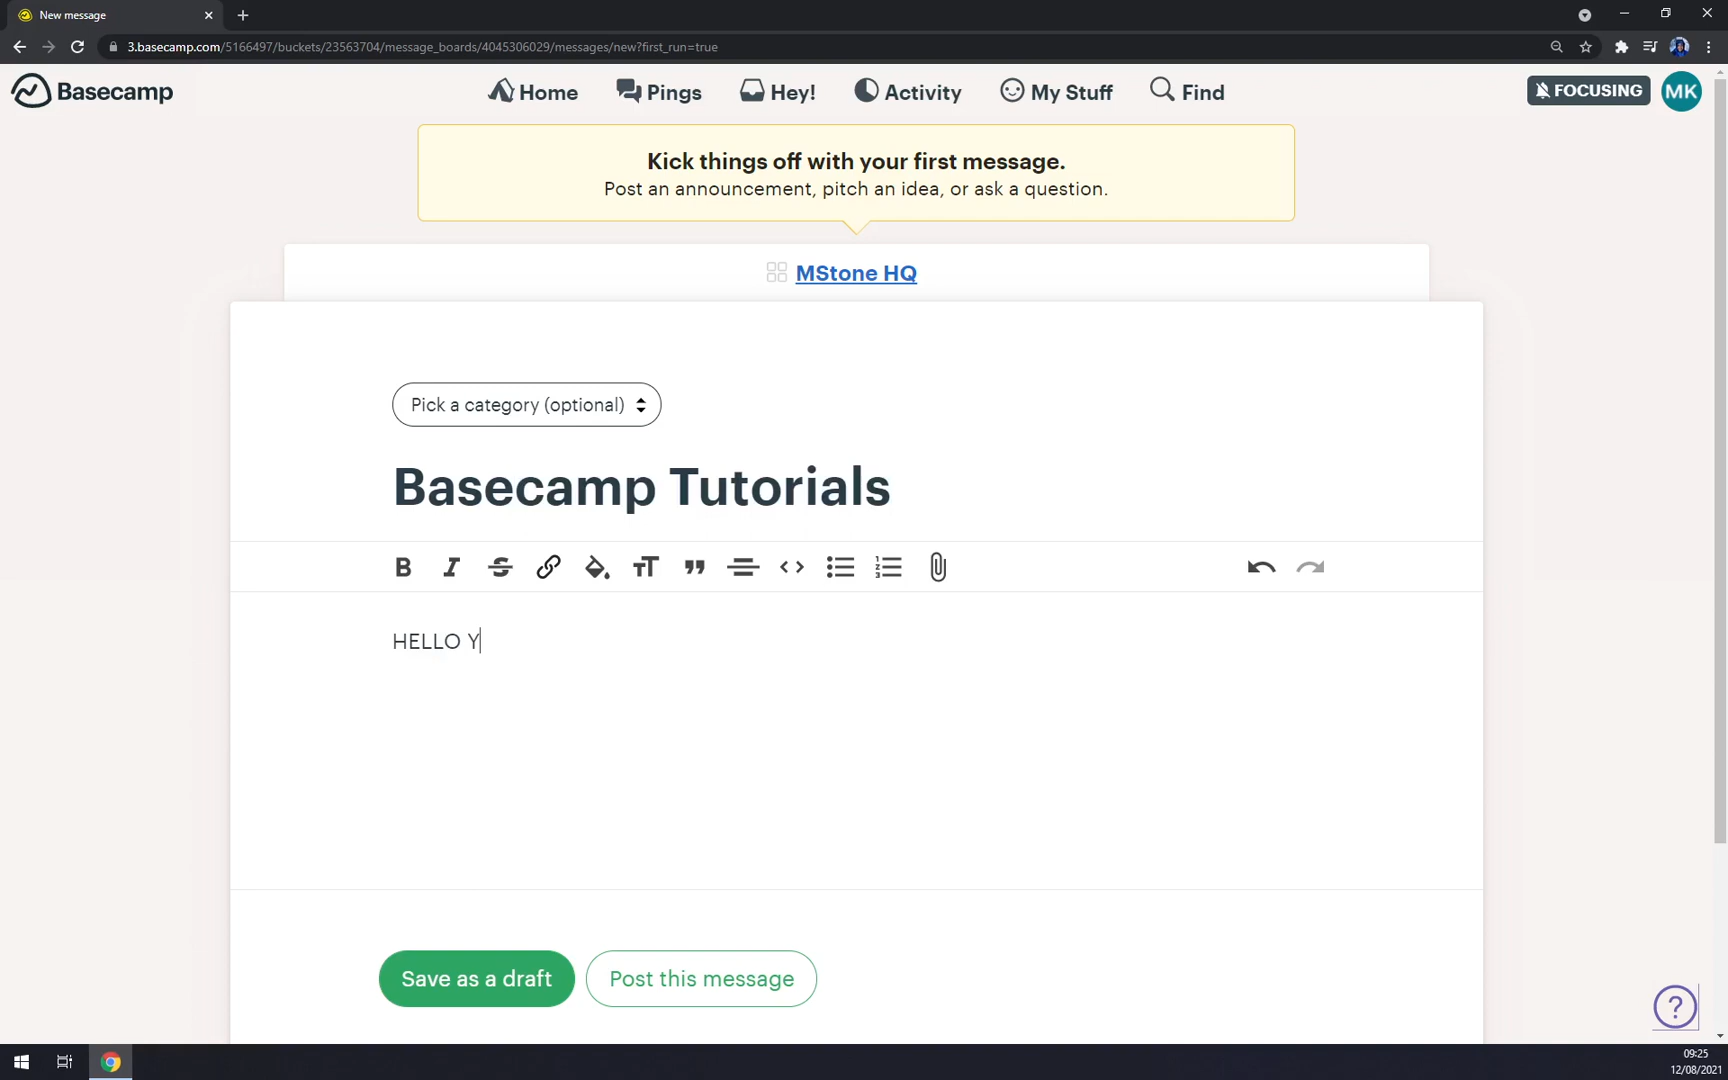 New message
3.basecamp.com/5166497/buckets/23563704/message_boards/4045306029/messages/new?first_run=true
Basecamp
Home
Pings
Hey!
Activity
My Stuff
Find
FOCUSING
MK
Kick things off with your first message.
Post an announcement, pitch an idea, or ask a question.
MStone HQ
Pick a category (optional)
Basecamp Tutorials
HELLO Y
Save as a draft
Post this message
?
09:25
12/08/2021